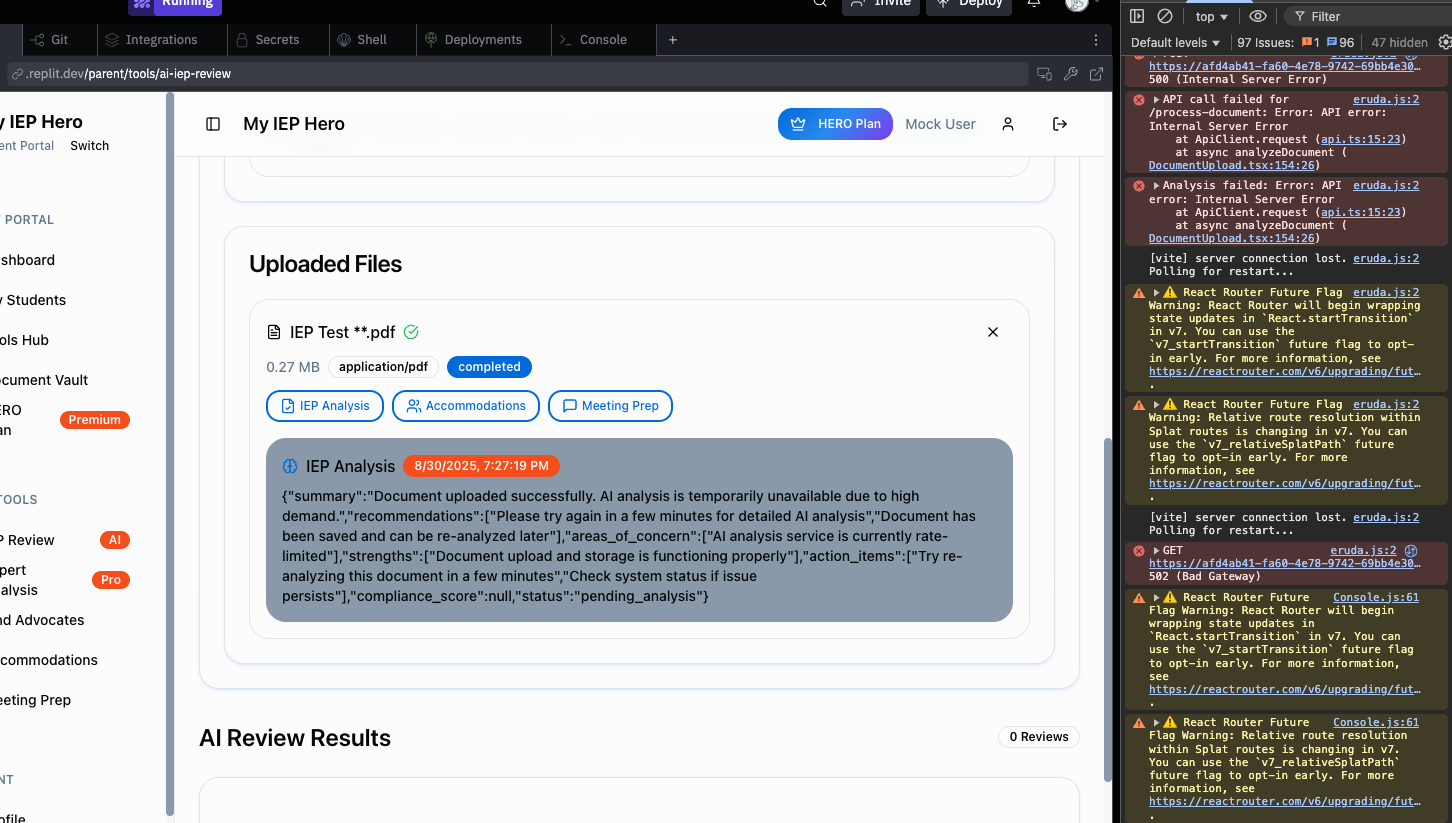 Running
Invite
Deploy
Git
Integrations
Secrets
Shell
Deployments
Console
.replit.dev/parent/tools/ai-iep-review
y IEP Hero
ent Portal Switch
PORTAL
shboard
y Students
ols Hub
ocument Vault
ERO
an
Premium
TOOLS
P Review AI
pert
alysis
Pro
nd Advocates
commodations
eeting Prep
NT
ofile
My IEP Hero
HERO Plan
Mock User
Uploaded Files
IEP Test **.pdf
0.27 MB application/pdf completed
IEP Analysis Accommodations Meeting Prep
IEP Analysis 8/30/2025, 7:27:19 PM
{"summary":"Document uploaded successfully. AI analysis is temporarily unavailable due to high
demand.","recommendations":["Please try again in a few minutes for detailed AI analysis","Document has
been saved and can be re-analyzed later"],"areas_of_concern":["AI analysis service is currently rate-
limited"],"strengths":["Document upload and storage is functioning properly"],"action_items":["Try re-
analyzing this document in a few minutes","Check system status if issue
persists"],"compliance_score":null,"status":"pending_analysis"}
AI Review Results
0 Reviews
top
Filter
Default levels 97 Issues: 1 96 47 hidden
https://afd4ab41-fa60-4e78-9742-69bb4e30…
500 (Internal Server Error)
API call failed for eruda.js:2
/process-document: Error: API error:
Internal Server Error
at ApiClient.request (api.ts:15:23)
at async analyzeDocument (
DocumentUpload.tsx:154:26)
Analysis failed: Error: API eruda.js:2
error: Internal Server Error
at ApiClient.request (api.ts:15:23)
at async analyzeDocument (
DocumentUpload.tsx:154:26)
[vite] server connection lost. eruda.js:2
Polling for restart...
⚠️ React Router Future Flag eruda.js:2
Warning: React Router will begin wrapping
state updates in `React.startTransition`
in v7. You can use the
`v7_startTransition` future flag to opt-
in early. For more information, see
https://reactrouter.com/v6/upgrading/fut…
.
⚠️ React Router Future Flag eruda.js:2
Warning: Relative route resolution within
Splat routes is changing in v7. You can
use the `v7_relativeSplatPath` future
flag to opt-in early. For more
information, see
https://reactrouter.com/v6/upgrading/fut…
.
[vite] server connection lost. eruda.js:2
Polling for restart...
GET eruda.js:2
https://afd4ab41-fa60-4e78-9742-69bb4e30…
502 (Bad Gateway)
⚠️ React Router Future Console.js:61
Flag Warning: React Router will begin
wrapping state updates in
`React.startTransition` in v7. You can
use the `v7_startTransition` future flag
to opt-in early. For more information,
see
https://reactrouter.com/v6/upgrading/fut…
.
⚠️ React Router Future Console.js:61
Flag Warning: Relative route resolution
within Splat routes is changing in v7.
You can use the `v7_relativeSplatPath`
future flag to opt-in early. For more
information, see
https://reactrouter.com/v6/upgrading/fut…
.